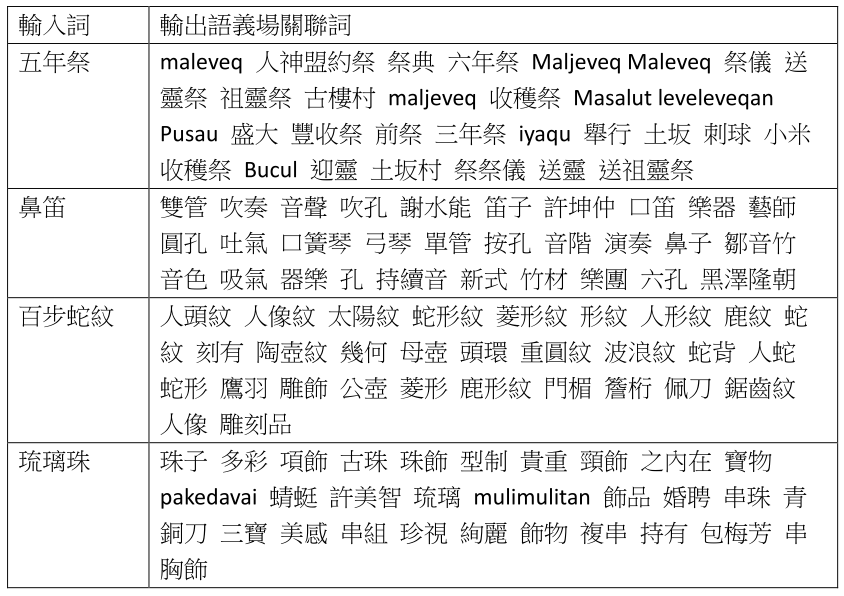 輸入詞 輸出語義場關聯詞
五年祭 maleveq 人神盟約祭 祭典 六年祭 Maljeveq Maleveq 祭儀 送
靈祭 祖靈祭 古樓村 maljeveq 收穫祭 Masalut leveleveqan
Pusau 盛大 豐收祭 前祭 三年祭 iyaqu 舉行 土坂 刺球 小米
收穫祭 Bucul 迎靈 土坂村 祭祭儀 送靈 送祖靈祭
鼻笛 雙管 吹奏 音聲 吹孔 謝水能 笛子 許坤仲 口笛 樂器 藝師
圓孔 吐氣 口簧琴 弓琴 單管 按孔 音階 演奏 鼻子 鄒音竹
音色 吸氣 器樂 孔 持續音 新式 竹材 樂團 六孔 黑澤隆朝
百步蛇紋 人頭紋 人像紋 太陽紋 蛇形紋 菱形紋 形紋 人形紋 鹿紋 蛇
紋 刻有 陶壺紋 幾何 母壺 頭環 重圓紋 波浪紋 蛇背 人蛇
蛇形 鷹羽 雕飾 公壺 菱形 鹿形紋 門楣 簷桁 佩刀 鋸齒紋
人像 雕刻品
琉璃珠 珠子 多彩 項飾 古珠 珠飾 型制 貴重 頸飾 之內在 寶物
pakedavai 蜻蜓 許美智 琉璃 mulimulitan 飾品 婚聘 串珠 青
銅刀 三寶 美感 串組 珍視 絢麗 飾物 複串 持有 包梅芳 串
胸飾